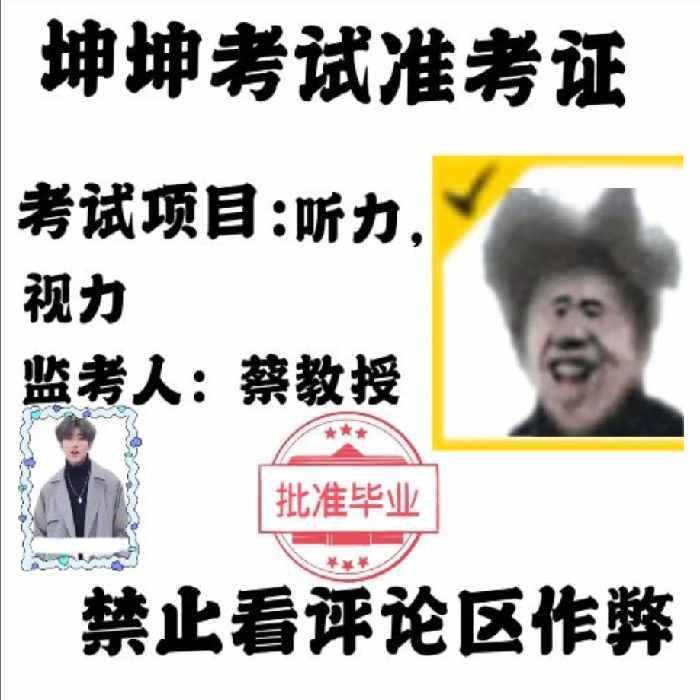 坤坤考试准考证
考试项目:听力,
视力
监考人：蔡教授
批准毕业
禁止看评论区作弊